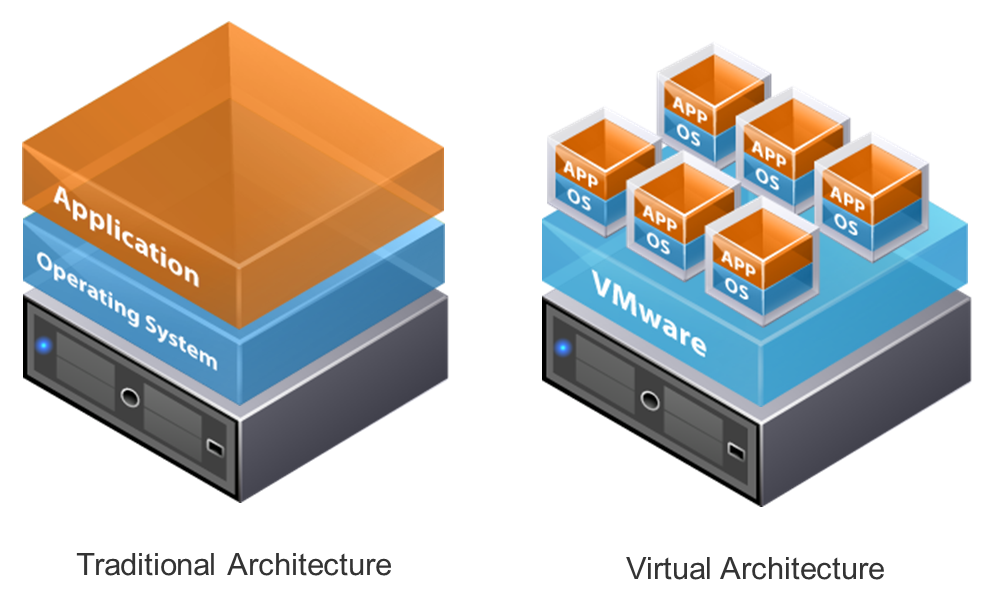 Application
Operating System
Traditional Architecture
APP
OS
APP
OS
APP
OS
APP
OS
APP
OS
APP
OS
VMware
Virtual Architecture